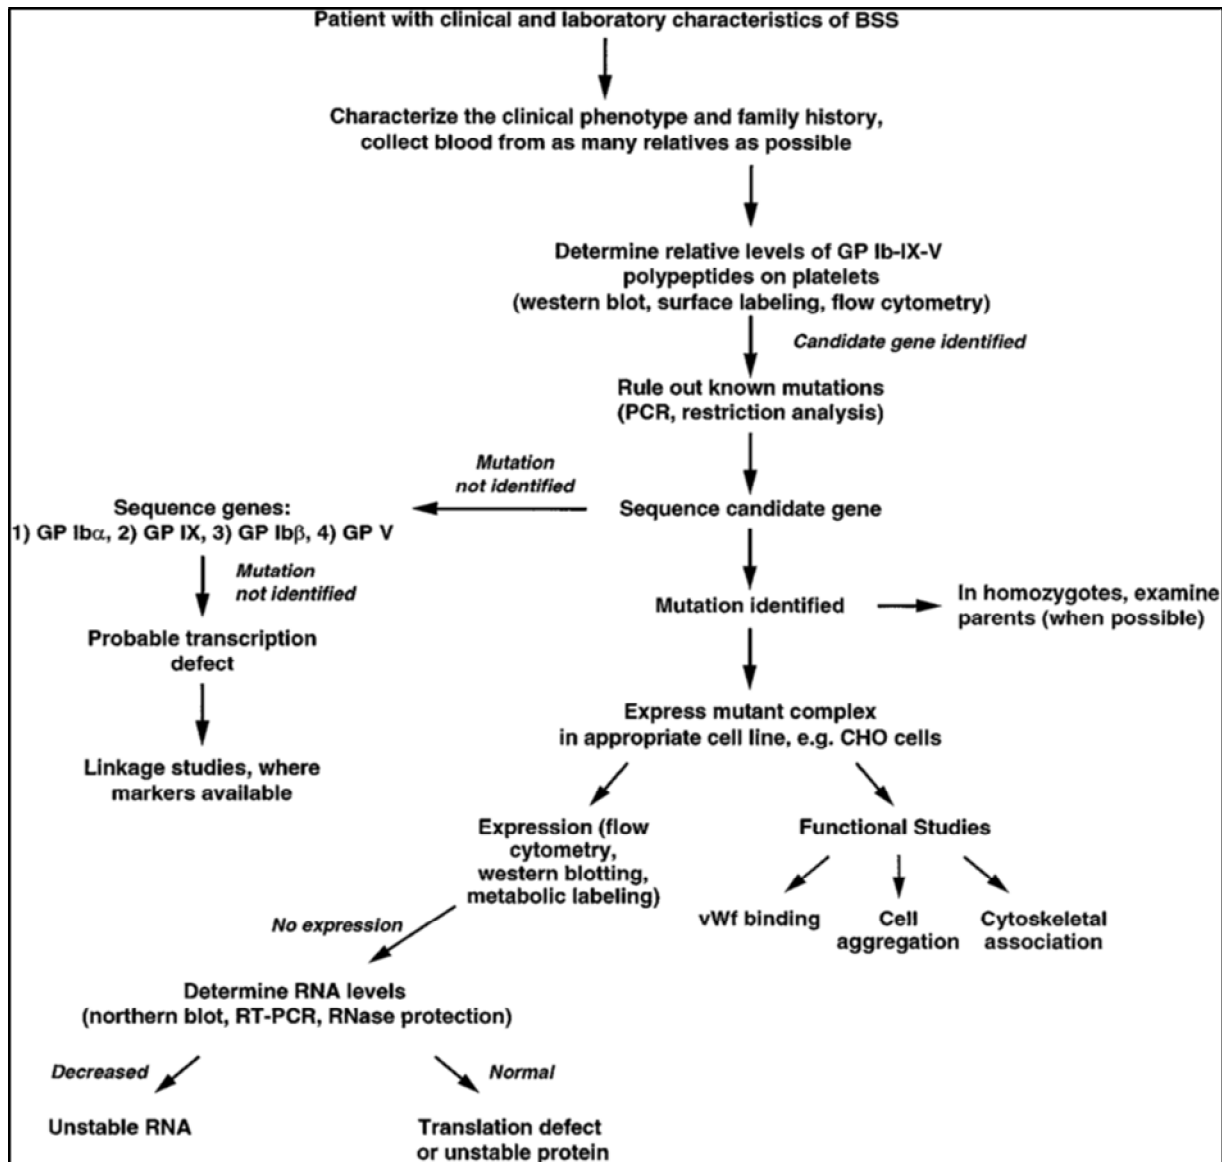 Patient with clinical and laboratory characteristics of BSS
Characterize the clinical phenotype and family history,
collect blood from as many relatives as possible
Determine relative levels of GP Ib-IX-V
polypeptides on platelets
(western blot, surface labeling, flow cytometry)
Candidate gene identified
Rule out known mutations
(PCR, restriction analysis)
Mutation
not identified
Sequence candidate gene
Sequence genes:
1) GP Ibα, 2) GP IX, 3) GP Ibβ, 4) GP V
Mutation
not identified
Mutation identified
In homozygotes, examine
parents (when possible)
Probable transcription
defect
Express mutant complex
in appropriate cell line, e.g. CHO cells
Linkage studies, where
markers available
Expression (flow
cytometry,
western blotting,
metabolic labeling)
Functional Studies
No expression
vWf binding
Cell
aggregation
Cytoskeletal
association
Determine RNA levels
(northern blot, RT-PCR, RNase protection)
Decreased
Normal
Unstable RNA
Translation defect
or unstable protein